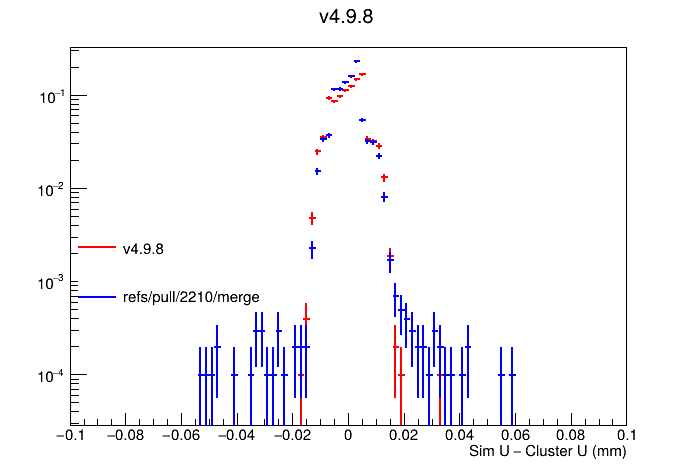 v4.9.8
10⁻¹
10⁻²
10⁻³
10⁻⁴
v4.9.8
refs/pull/2210/merge
−0.1 −0.08 −0.06 −0.04 −0.02 0 0.02 0.04 0.06 0.08 0.1
Sim U − Cluster U (mm)